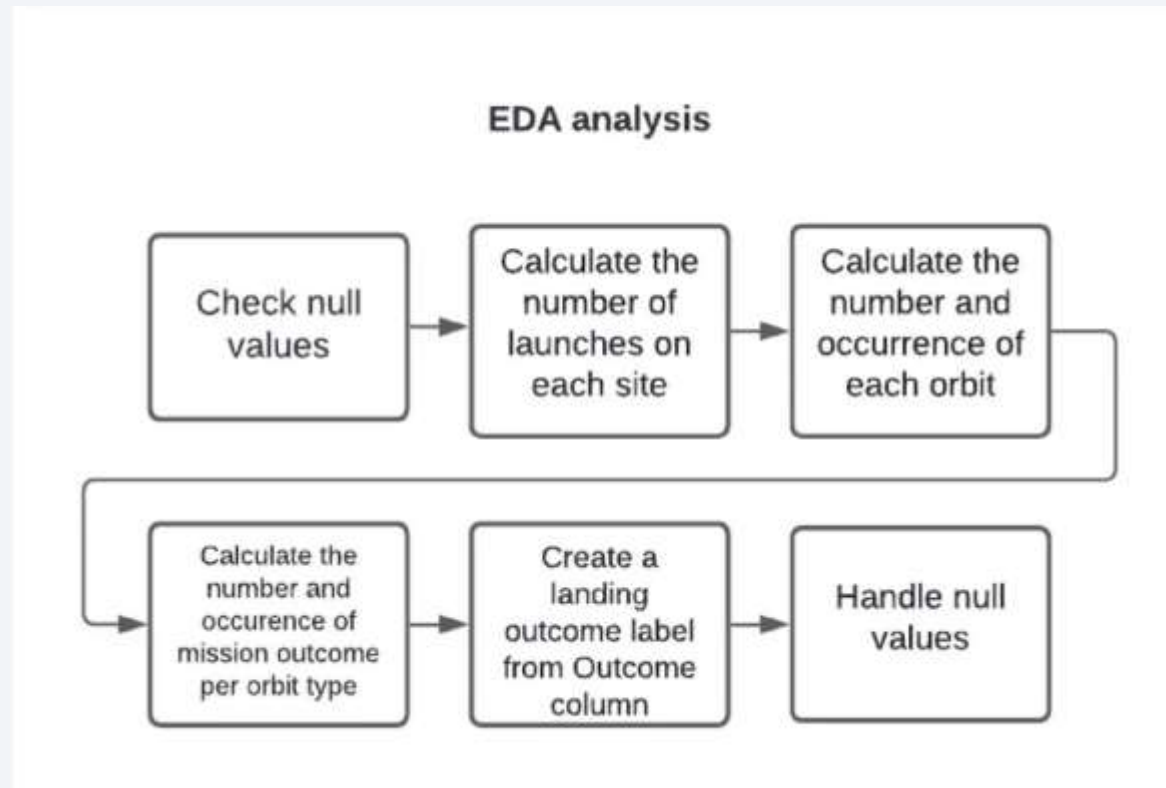 EDA analysis
Check null
values
Calculate the
number of
launches on
each site
Calculate the
number and
occurrence of
each orbit
Calculate the
number and
occurence of
mission outcome
per orbit type
Create a
landing
outcome label
from Outcome
column
Handle null
values